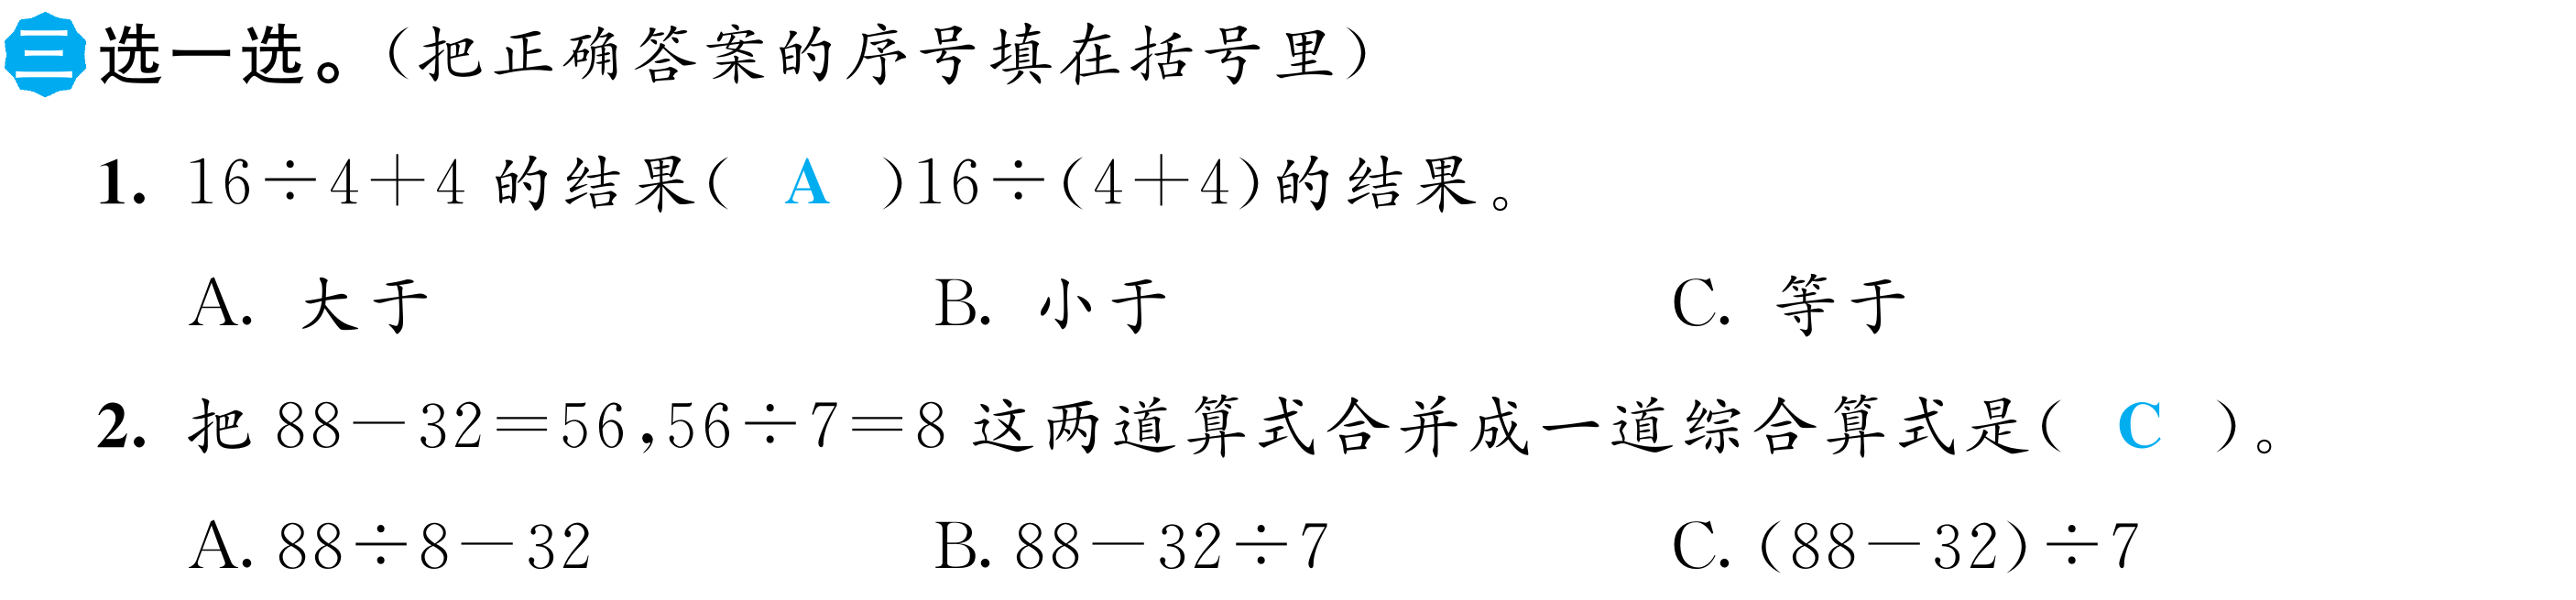 三 选一选。(把正确答案的序号填在括号里)
1. 16÷4+4 的结果( A )16÷(4+4)的结果。
A. 大于 B. 小于 C. 等于
2. 把 88-32=56,56÷7=8 这两道算式合并成一道综合算式是( C )。
A. 88÷8-32 B. 88-32÷7 C. (88-32)÷7